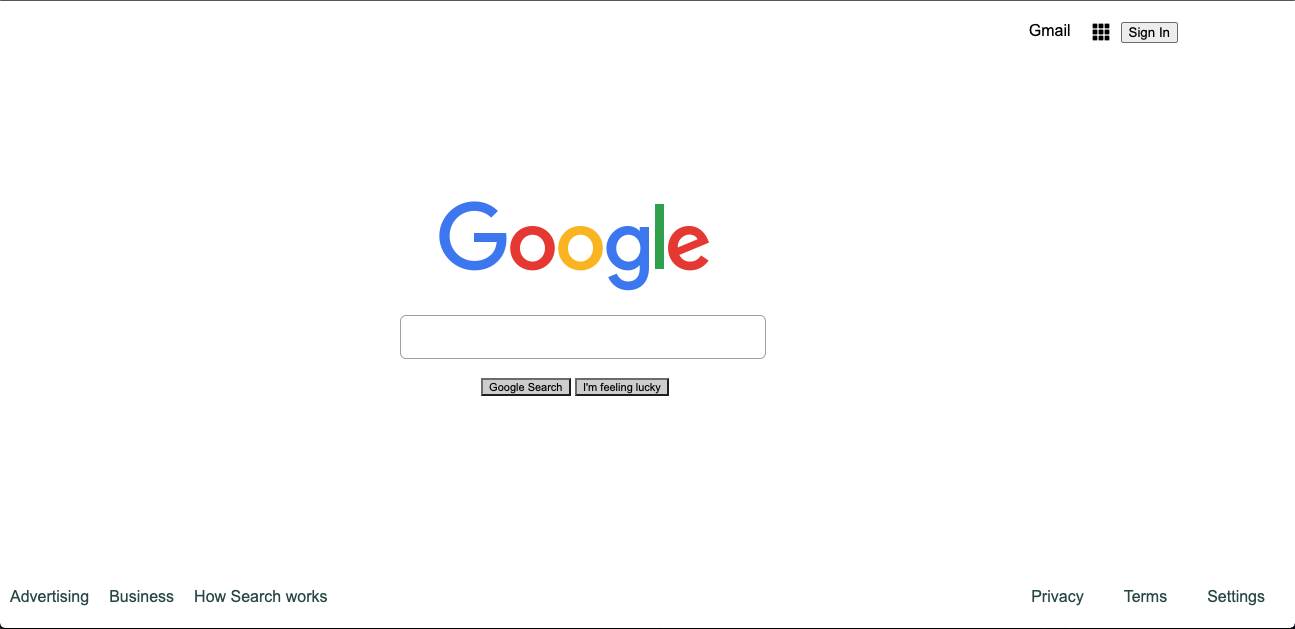 Gmail Sign In
Google
Google Search I'm feeling lucky
Advertising Business How Search works Privacy Terms Settings